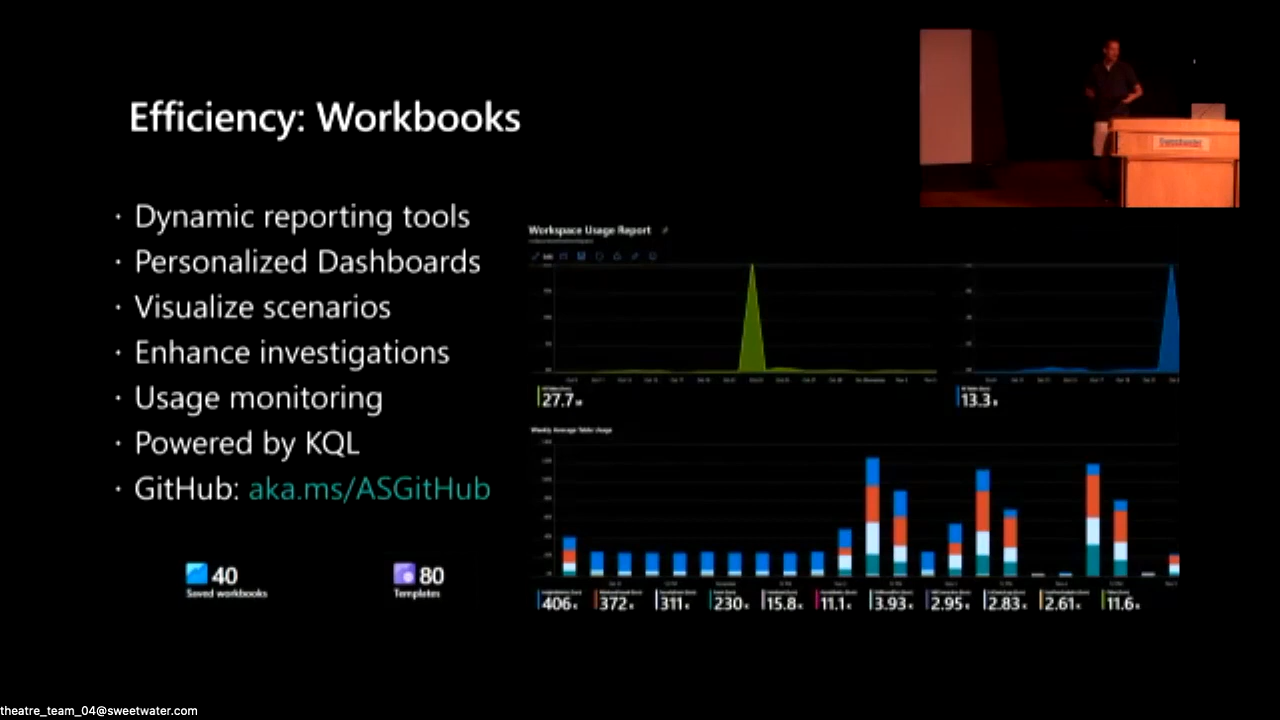 Efficiency: Workbooks
· Dynamic reporting tools
· Personalized Dashboards
· Visualize scenarios
· Enhance investigations
· Usage monitoring
· Powered by KQL
· GitHub: aka.ms/ASGitHub
40
Saved workbooks
80
Templates
Sweetwater
Workspace Usage Report
27.7
13.3
Weekly Average Table Usage
406 K
372 K
311 K
230 K
15.8 K
11.1 K
3.93 K
2.95 K
2.83 K
2.61 K
11.6 K
theatre_team_04@sweetwater.com